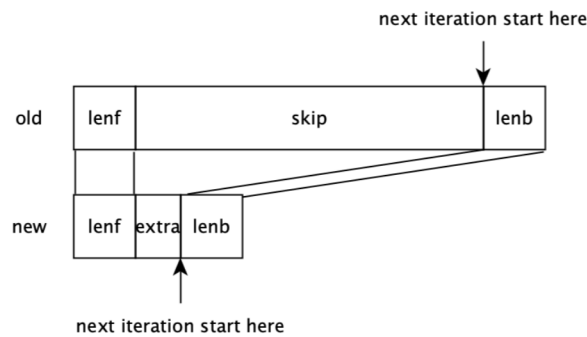 next iteration start here
old lenf skip lenb
new lenf extra lenb
next iteration start here